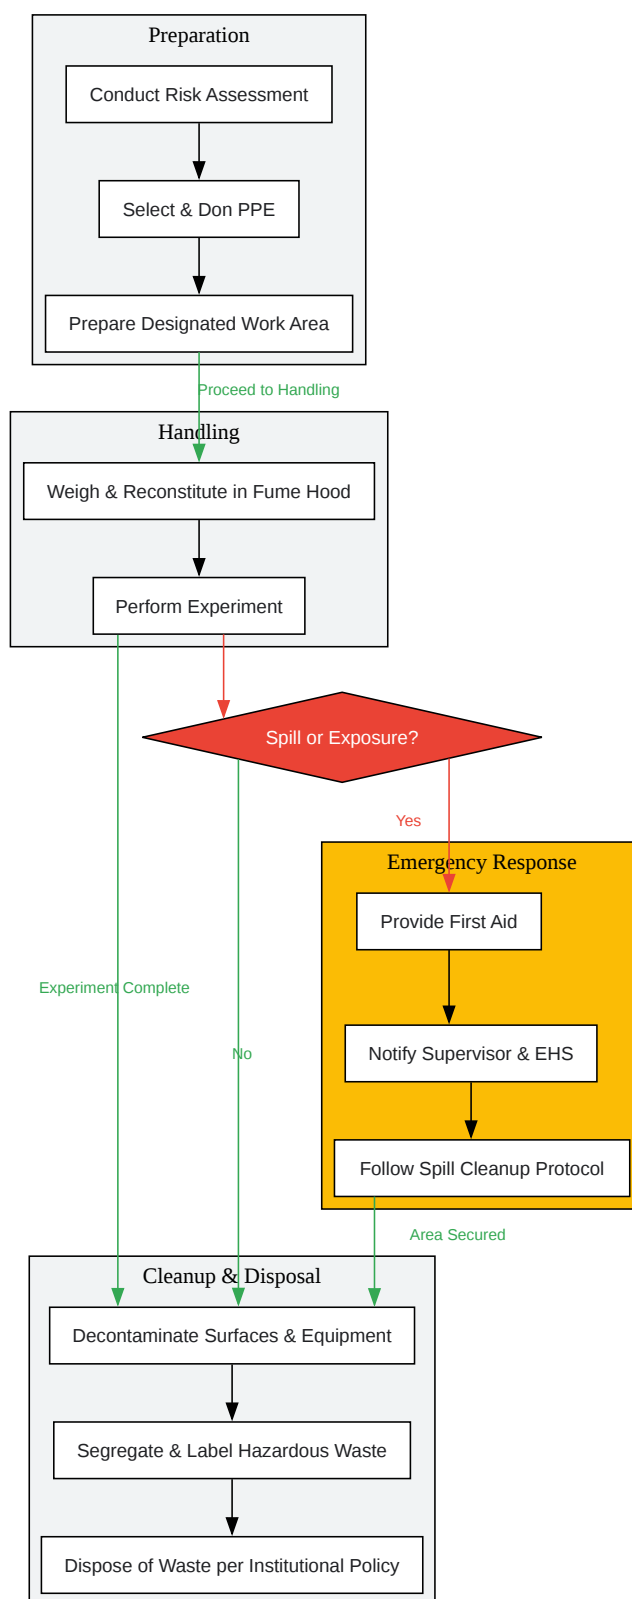 Preparation
Conduct Risk Assessment
Select & Don PPE
Prepare Designated Work Area
Proceed to Handling
Handling
Weigh & Reconstitute in Fume Hood
Perform Experiment
Spill or Exposure?
Yes
Emergency Response
Provide First Aid
Experiment Complete
No
Notify Supervisor & EHS
Follow Spill Cleanup Protocol
Area Secured
Cleanup & Disposal
Decontaminate Surfaces & Equipment
Segregate & Label Hazardous Waste
Dispose of Waste per Institutional Policy